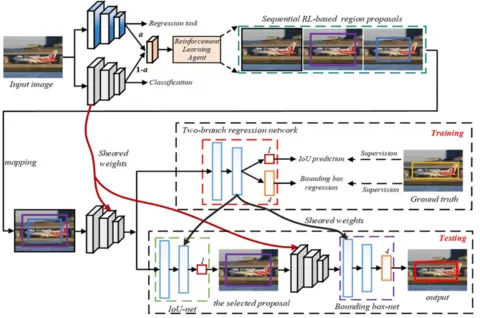 Regression task
Sequential RL-based region proposals
a
Reinforcement
Learning
Agent
1-a
Input image
Classification
mapping
Sheared
weights
Two-branch regression network
Training
1
IoU prediction
Supervision
Bounding box
regression
Supervision
4
Ground truth
Sheared weights
Testing
1
4
IoU-net
the selected proposal
Bounding box-net
output